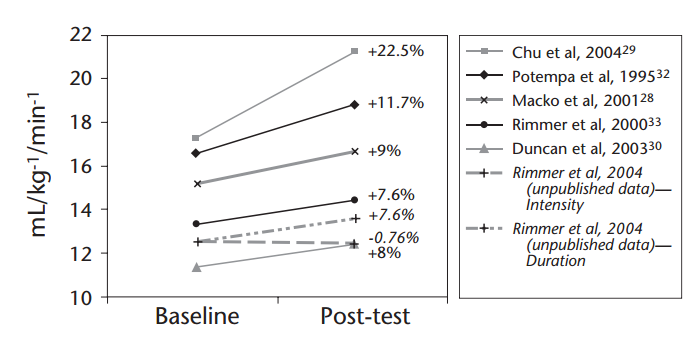 22
20
18
16
14
12
10
mL/kg-1/min-1
Baseline
Post-test
+22.5%
+11.7%
+9%
+7.6%
+7.6%
-0.76%
+8%
Chu et al, 2004²⁹
Potempa et al, 1995³²
Macko et al, 2001²⁸
Rimmer et al, 2000³³
Duncan et al, 2003³⁰
Rimmer et al, 2004
(unpublished data)—
Intensity
Rimmer et al, 2004
(unpublished data)—
Duration